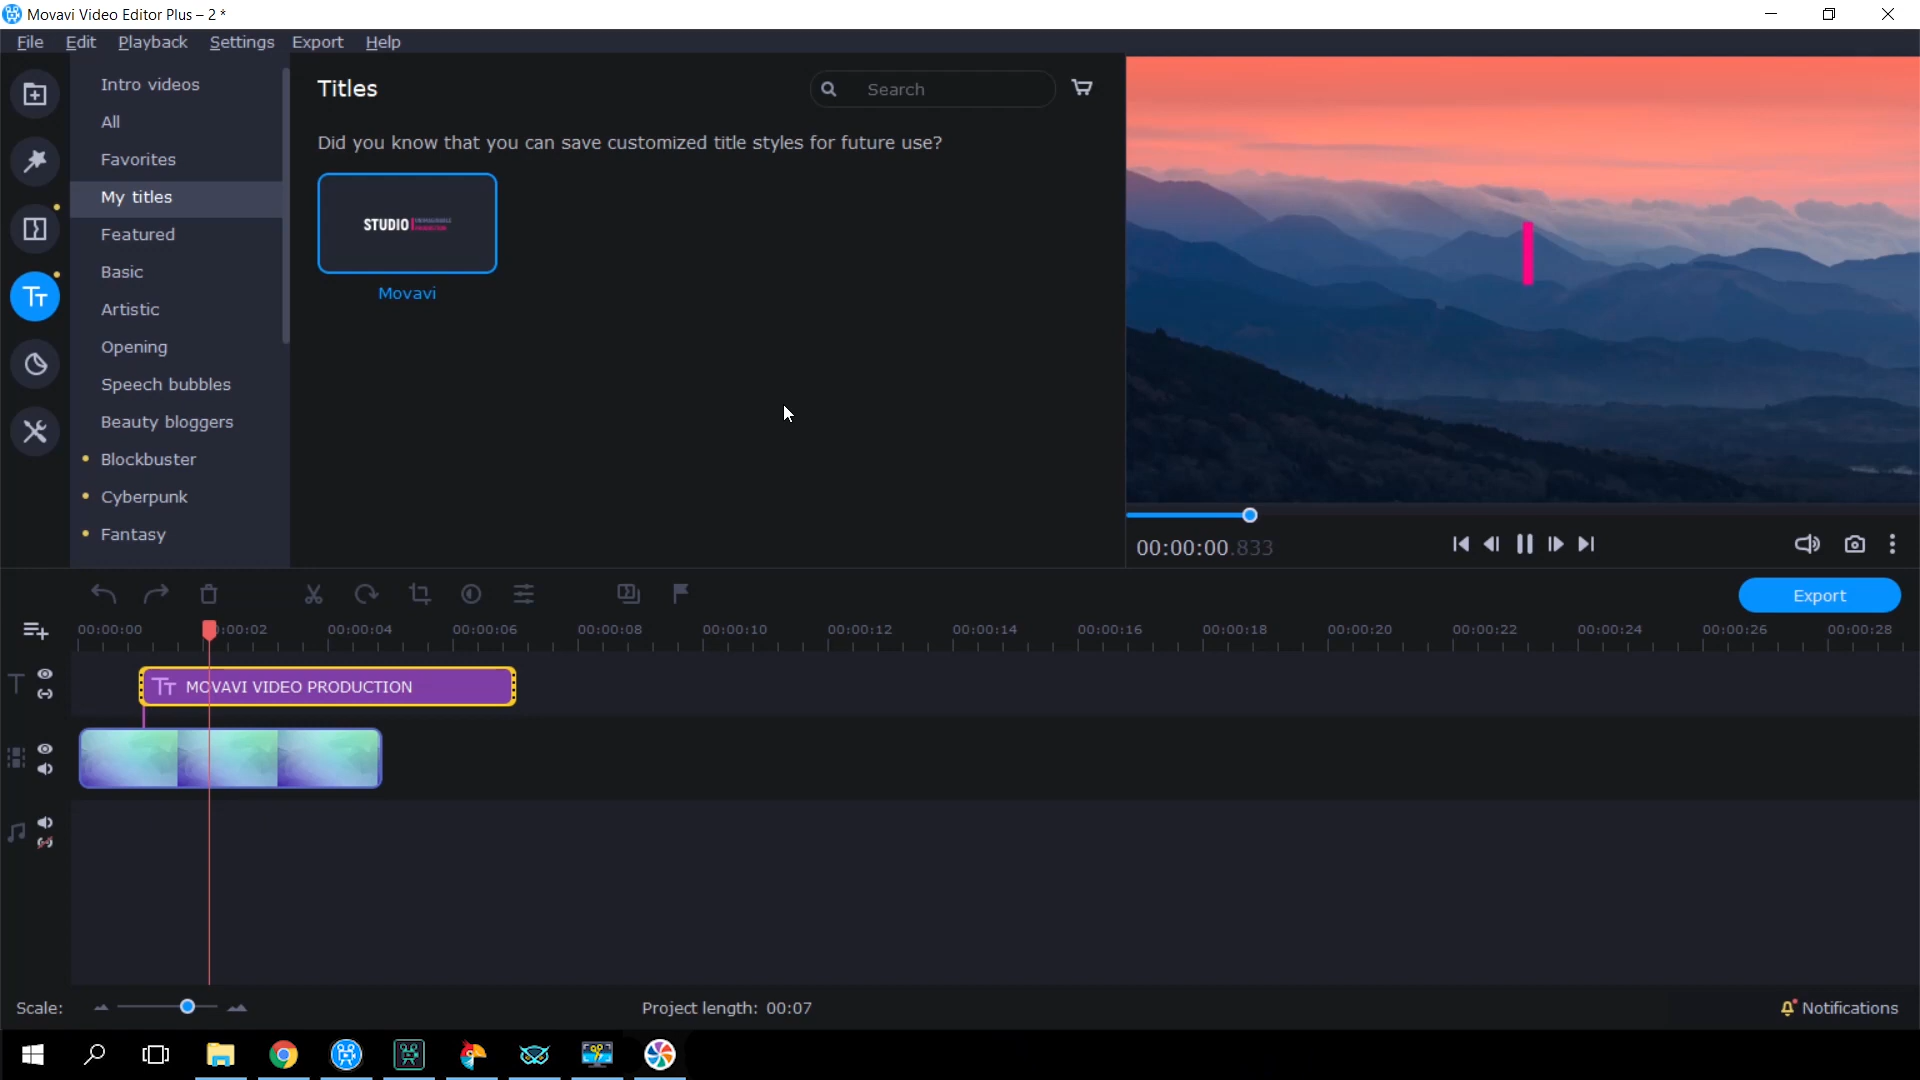 Movavi Video Editor Plus – 2 *
File Edit Playback Settings Export Help
Intro videos
All
Favorites
My titles
Featured
Basic
Artistic
Opening
Speech bubbles
Beauty bloggers
Blockbuster
Cyberpunk
Fantasy
Titles
Search
Did you know that you can save customized title styles for future use?
STUDIO
Movavi
00:00:00.833
Export
00:00:00 :00:02 00:00:04 00:00:06 00:00:08 00:00:10 00:00:12 00:00:14 00:00:16 00:00:18 00:00:20 00:00:22 00:00:24 00:00:26 00:00:28
MOVAVI VIDEO PRODUCTION
Scale:
Project length: 00:07
Notifications